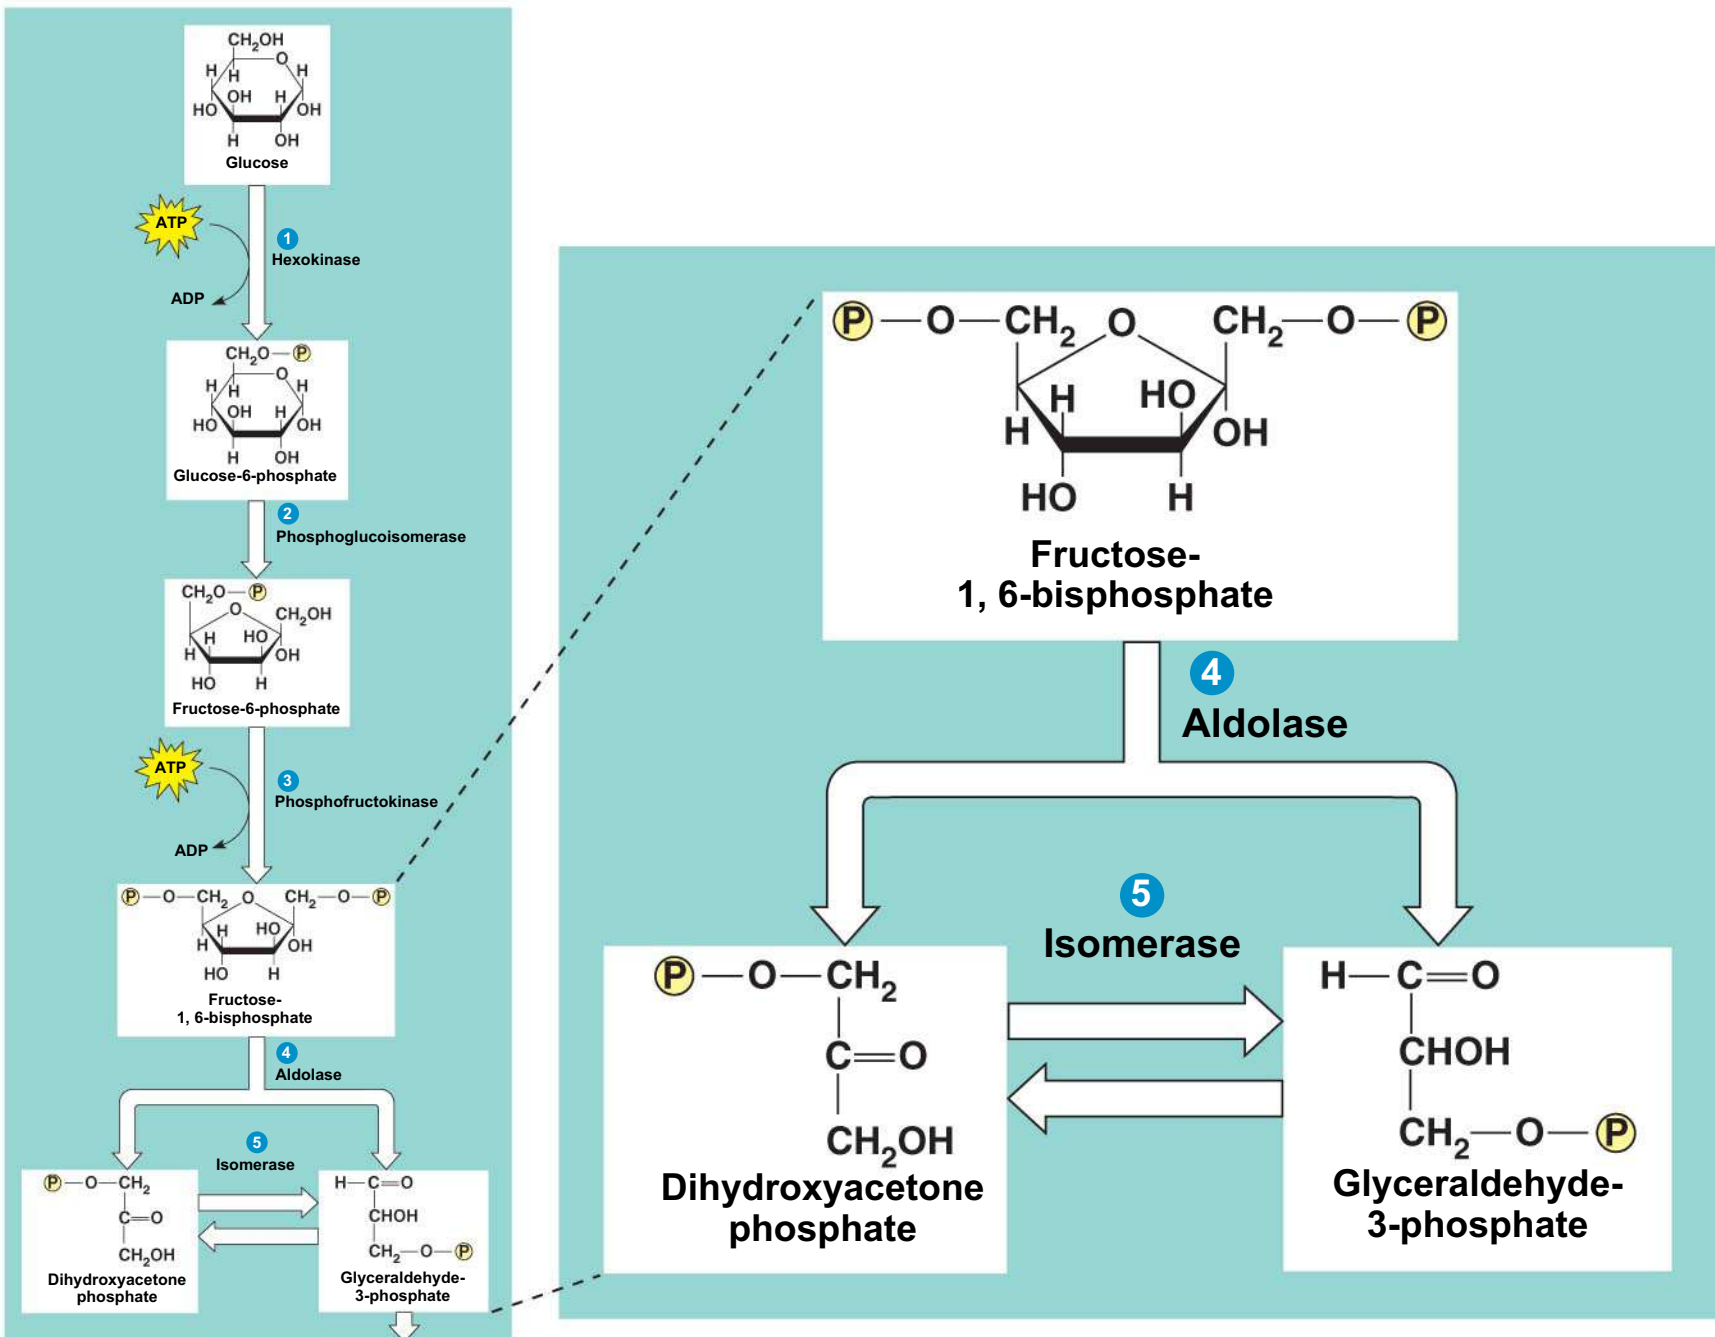 CH2OH
O
H
H
H
OH
H
HO
OH
H
OH
Glucose
ATP
1
Hexokinase
ADP
CH2O—P
O
H
H
H
OH
H
HO
OH
H
OH
Glucose-6-phosphate
2
Phosphoglucoisomerase
CH2O—P
O
CH2OH
H
HO
H
OH
HO
H
Fructose-6-phosphate
ATP
3
Phosphofructokinase
ADP
P—O—CH2
O
CH2—O—P
H
HO
H
OH
HO
H
Fructose-
1, 6-bisphosphate
4
Aldolase
5
Isomerase
P—O—CH2
C=O
CH2OH
Dihydroxyacetone
phosphate
H—C=O
CHOH
CH2—O—P
Glyceraldehyde-
3-phosphate
P—O—CH2
O
CH2—O—P
H
HO
H
OH
HO
H
Fructose-
1, 6-bisphosphate
4
Aldolase
5
Isomerase
P—O—CH2
C=O
CH2OH
Dihydroxyacetone
phosphate
H—C=O
CHOH
CH2—O—P
Glyceraldehyde-
3-phosphate